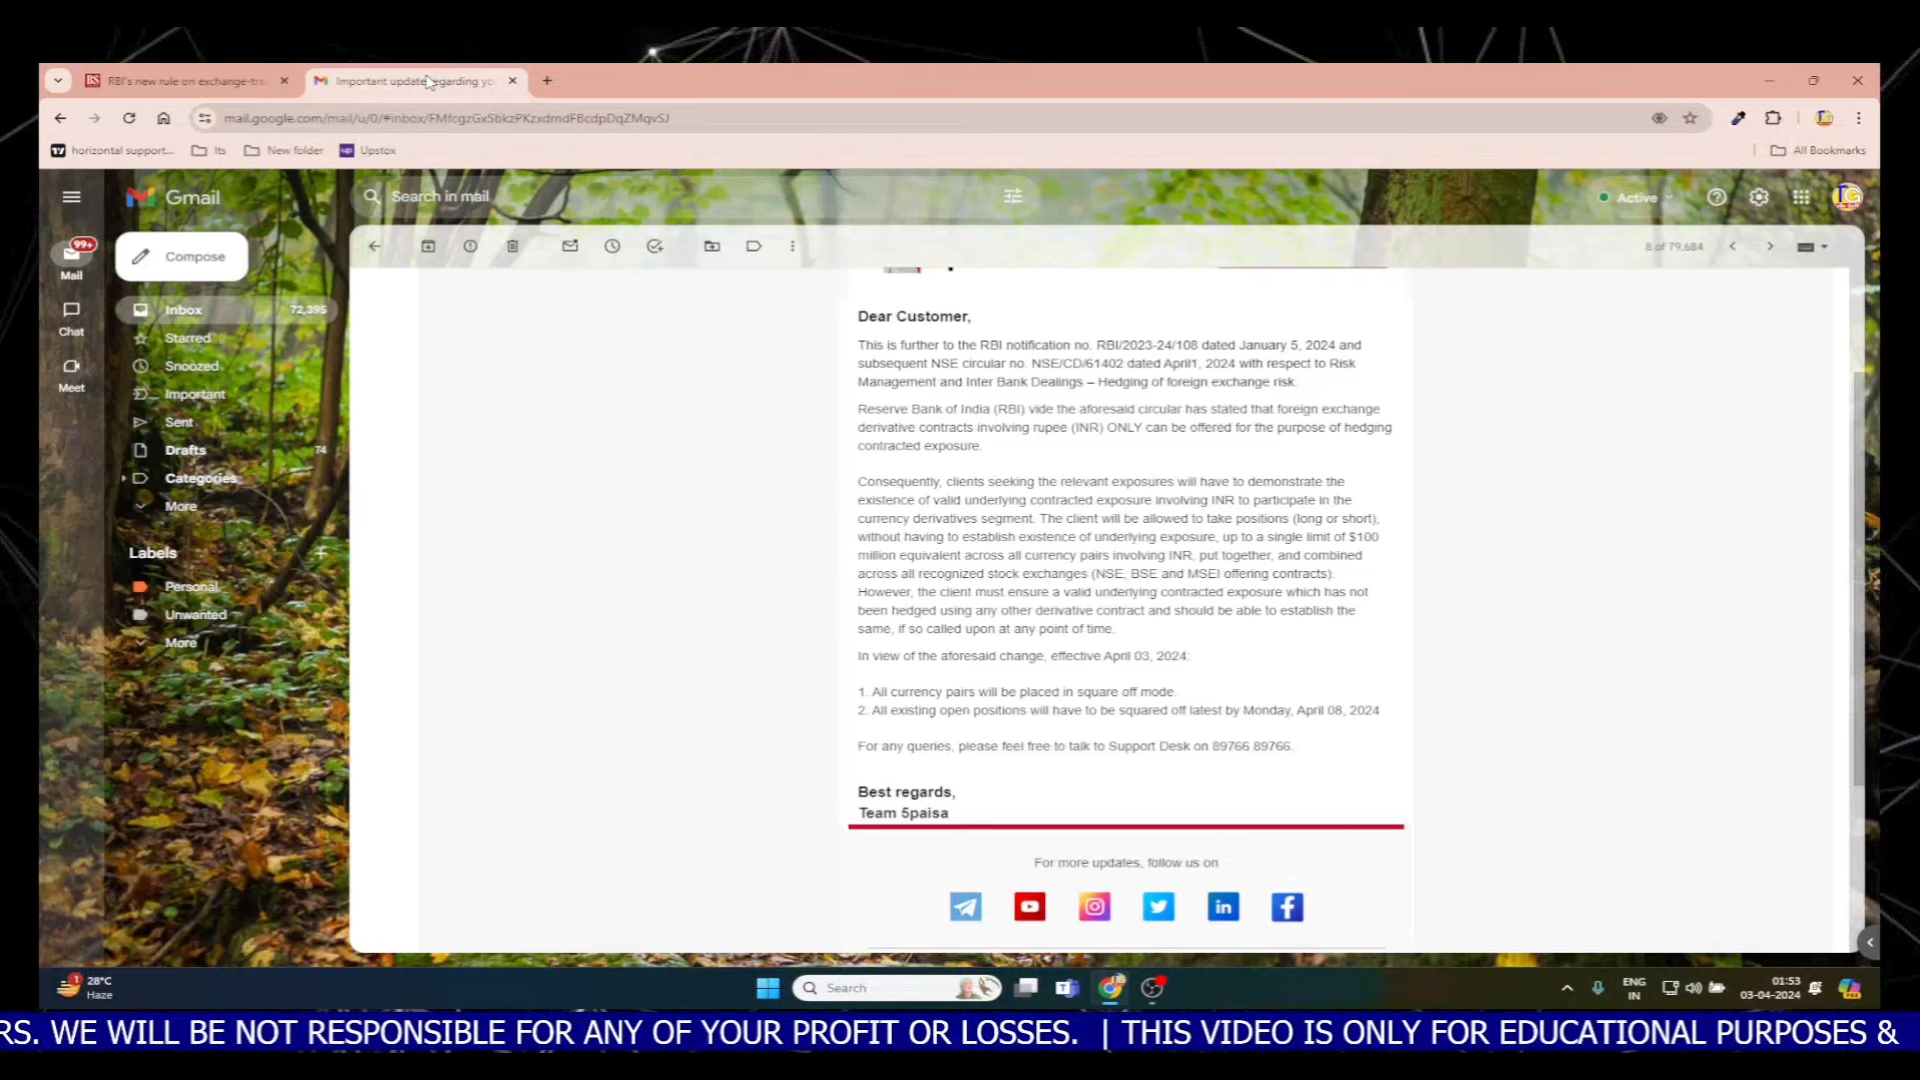 RBI's new rule on exchange-tra
Important update regarding yo
mail.google.com/mail/u/0/#inbox/FMfcgzGxSbkzPKzxdmdFBcdpDqZMqvSJ
horizontal support...
Its
New folder
Upstox
All Bookmarks
Gmail
Search in mail
Active
99+
Mail
Compose
8 of 79,684
Inbox 72,395
Chat
Starred
Snoozed
Meet
Important
Sent
Drafts 74
Categories
More
Labels
Personal
Unwanted
More
Dear Customer,
This is further to the RBI notification no. RBI/2023-24/108 dated January 5, 2024 and
subsequent NSE circular no. NSE/CD/61402 dated April1, 2024 with respect to Risk
Management and Inter Bank Dealings – Hedging of foreign exchange risk.
Reserve Bank of India (RBI) vide the aforesaid circular has stated that foreign exchange
derivative contracts involving rupee (INR) ONLY can be offered for the purpose of hedging
contracted exposure.
Consequently, clients seeking the relevant exposures will have to demonstrate the
existence of valid underlying contracted exposure involving INR to participate in the
currency derivatives segment. The client will be allowed to take positions (long or short),
without having to establish existence of underlying exposure, up to a single limit of $100
million equivalent across all currency pairs involving INR, put together, and combined
across all recognized stock exchanges (NSE, BSE and MSEI offering contracts).
However, the client must ensure a valid underlying contracted exposure which has not
been hedged using any other derivative contract and should be able to establish the
same, if so called upon at any point of time.
In view of the aforesaid change, effective April 03, 2024:
1. All currency pairs will be placed in square off mode.
2. All existing open positions will have to be squared off latest by Monday, April 08, 2024
For any queries, please feel free to talk to Support Desk on 89766 89766.
Best regards,
Team 5paisa
For more updates, follow us on
28°C
Haze
Search
ENG
IN
01:53
03-04-2024
RS. WE WILL BE NOT RESPONSIBLE FOR ANY OF YOUR PROFIT OR LOSSES. | THIS VIDEO IS ONLY FOR EDUCATIONAL PURPOSES &